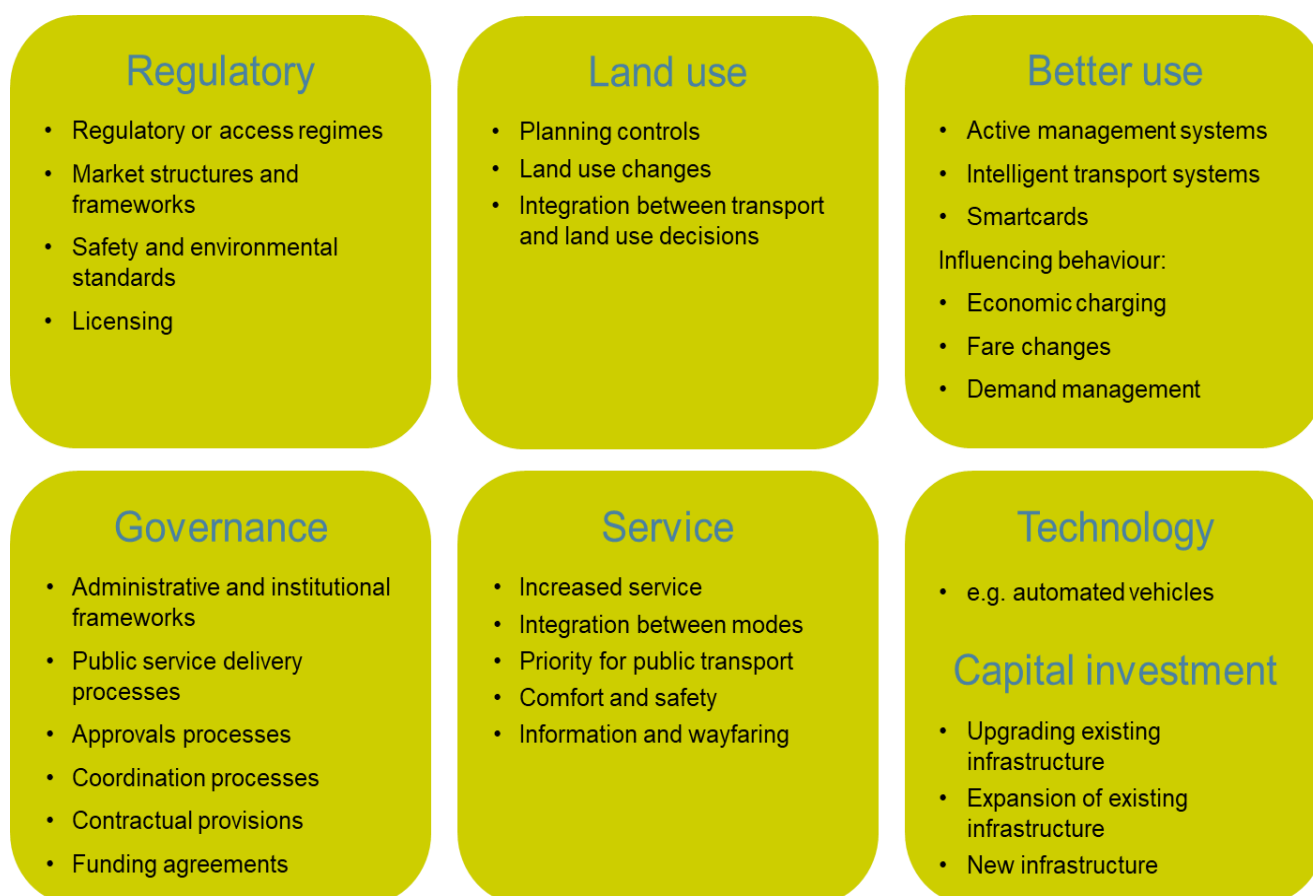 Regulatory
• Regulatory or access regimes
• Market structures and
frameworks
• Safety and environmental
standards
• Licensing
Land use
• Planning controls
• Land use changes
• Integration between transport
and land use decisions
Better use
• Active management systems
• Intelligent transport systems
• Smartcards
Influencing behaviour:
• Economic charging
• Fare changes
• Demand management
Governance
• Administrative and institutional
frameworks
• Public service delivery
processes
• Approvals processes
• Coordination processes
• Contractual provisions
• Funding agreements
Service
• Increased service
• Integration between modes
• Priority for public transport
• Comfort and safety
• Information and wayfaring
Technology
• e.g. automated vehicles
Capital investment
• Upgrading existing
infrastructure
• Expansion of existing
infrastructure
• New infrastructure